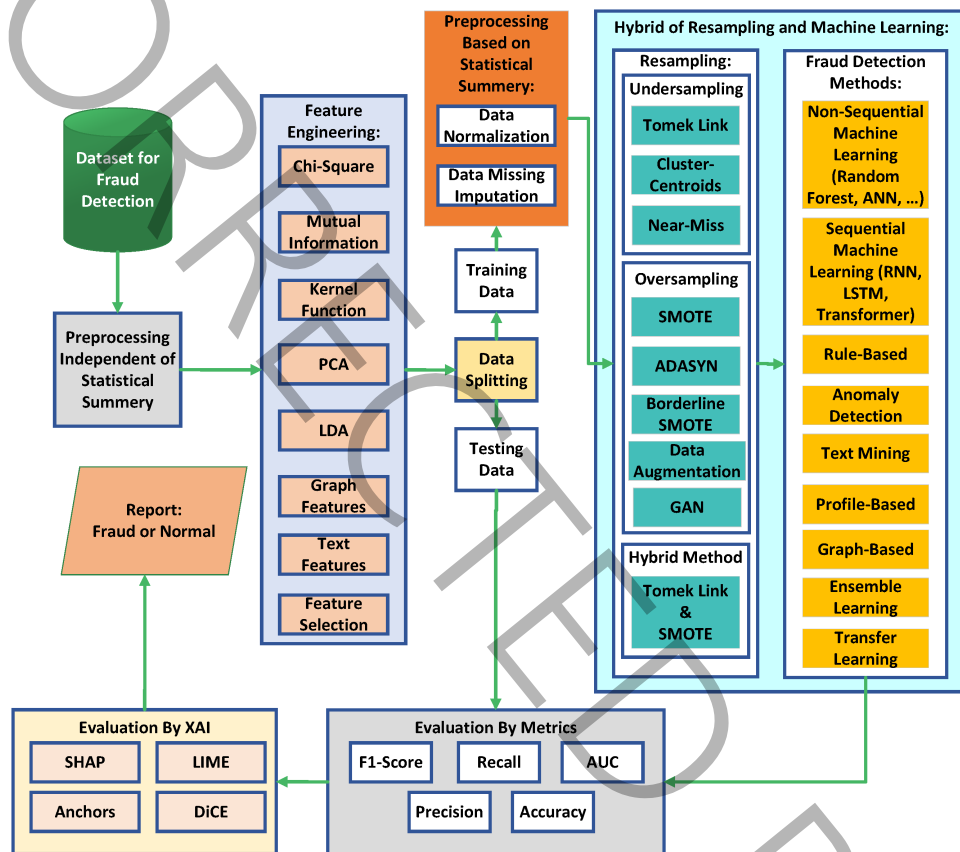 Dataset for
Fraud
Detection
Preprocessing
Independent of
Statistical
Summery
Feature
Engineering:
Chi-Square
Mutual
Information
Kernel
Function
PCA
LDA
Graph
Features
Text
Features
Feature
Selection
Preprocessing
Based on
Statistical
Summary:
Data
Normalization
Data Missing
Imputation
Training
Data
Data
Splitting
Testing
Data
Hybrid of Resampling and Machine Learning:
Resampling:
Undersampling
Tomek Link
Cluster-
Centroids
Near-Miss
Oversampling
SMOTE
ADASYN
Borderline
SMOTE
Data
Augmentation
GAN
Hybrid Method
Tomek Link
&
SMOTE
Fraud Detection
Methods:
Non-Sequential
Machine
Learning
(Random
Forest, ANN, ...)
Sequential
Machine
Learning (RNN,
LSTM,
Transformer)
Rule-Based
Anomaly
Detection
Text Mining
Profile-Based
Graph-Based
Ensemble
Learning
Transfer
Learning
Report:
Fraud or Normal
Evaluation By XAI
SHAP
LIME
Anchors
DiCE
Evaluation By Metrics
F1-Score
Recall
AUC
Precision
Accuracy
ORRECTED